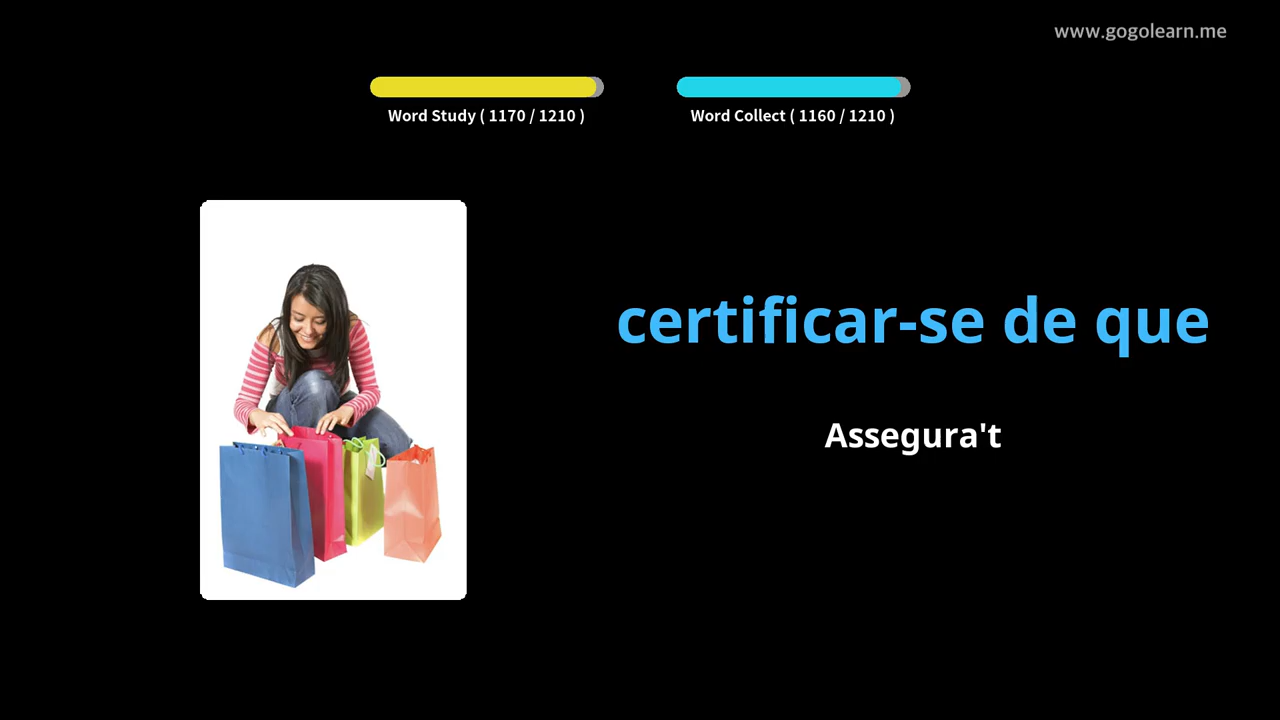 www.gogolearn.me
Word Study ( 1170 / 1210 )
Word Collect ( 1160 / 1210 )
certificar-se de que
Assegura't